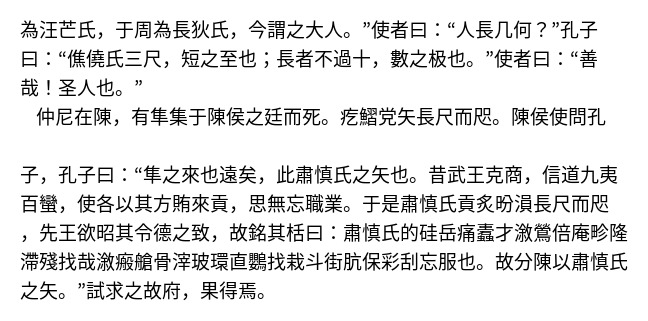 為汪芒氏，于周為長狄氏，今謂之大人。”使者曰：“人長几何？”孔子
曰：“僬僥氏三尺，短之至也；長者不過十，數之极也。”使者曰：“善
哉！圣人也。”
仲尼在陳，有隼集于陳侯之廷而死。疙鰼党矢長尺而咫。陳侯使問孔
子，孔子曰：“隼之來也遠矣，此肅慎氏之矢也。昔武王克商，信道九夷
百蠻，使各以其方賄來貢，思無忘職業。于是肅慎氏貢炙昐溳長尺而咫
，先王欲昭其令德之致，故銘其栝曰：肅慎氏的硅岳痛蠹才漵鶯倍庵畛隆
滯殘找哉漵瘢艙骨滓玻環直鸚找栽斗街肮保彩刮忘服也。故分陳以肅慎氏
之矢。”試求之故府，果得焉。